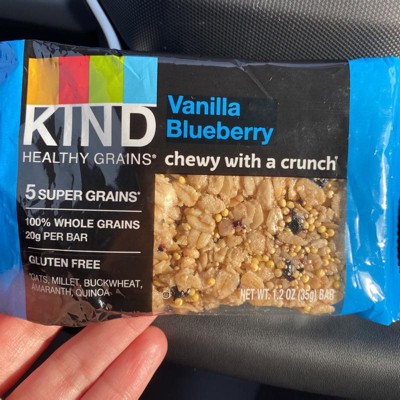 KIND
HEALTHY GRAINS®
Vanilla
Blueberry
chewy with a crunch
5 SUPER GRAINS*
100% WHOLE GRAINS
20g PER BAR
GLUTEN FREE
*OATS, MILLET, BUCKWHEAT,
AMARANTH, QUINOA
NET WT. 1.2 OZ (35g) BAR